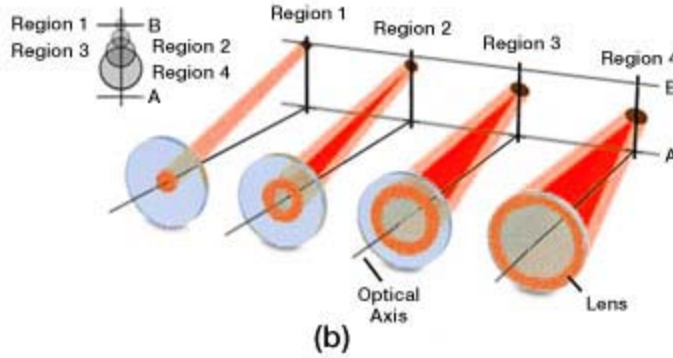 Region 1
B
Region 3
Region 2
Region 4
A
Region 1
Region 2
Region 3
Region 4
B
A
Optical
Axis
Lens
(b)